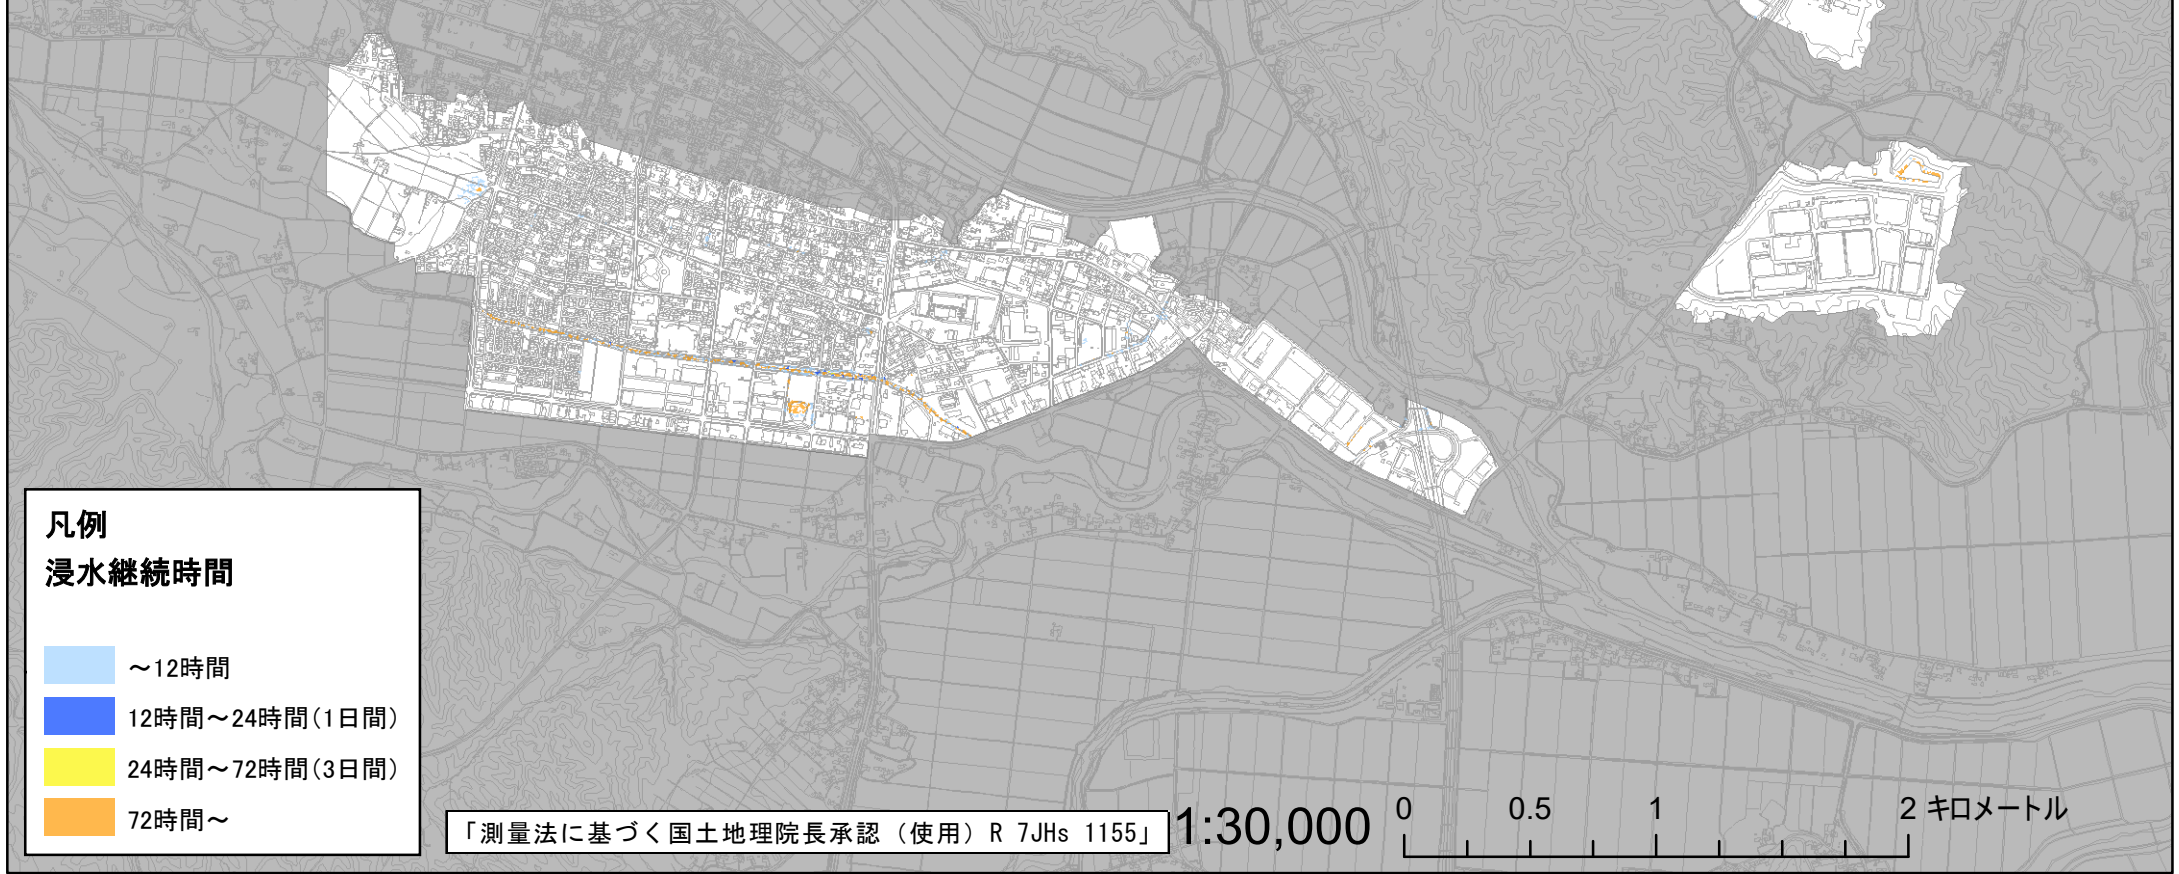 凡例
浸水継続時間
～12時間
12時間～24時間(1日間)
24時間～72時間(3日間)
72時間～
「測量法に基づく国土地理院長承認（使用）R 7JHs 1155」
1:30,000
0 0.5 1 2 キロメートル